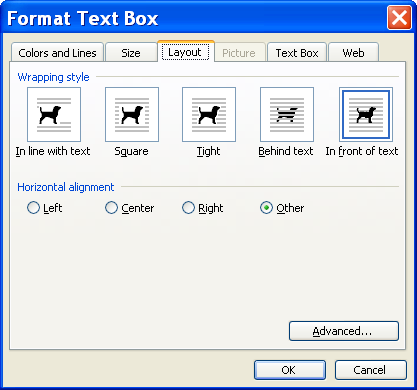 Format Text Box
Colors and Lines Size Layout Picture Text Box Web
Wrapping style
In line with text Square Tight Behind text In front of text
Horizontal alignment
Left Center Right Other
Advanced...
OK Cancel